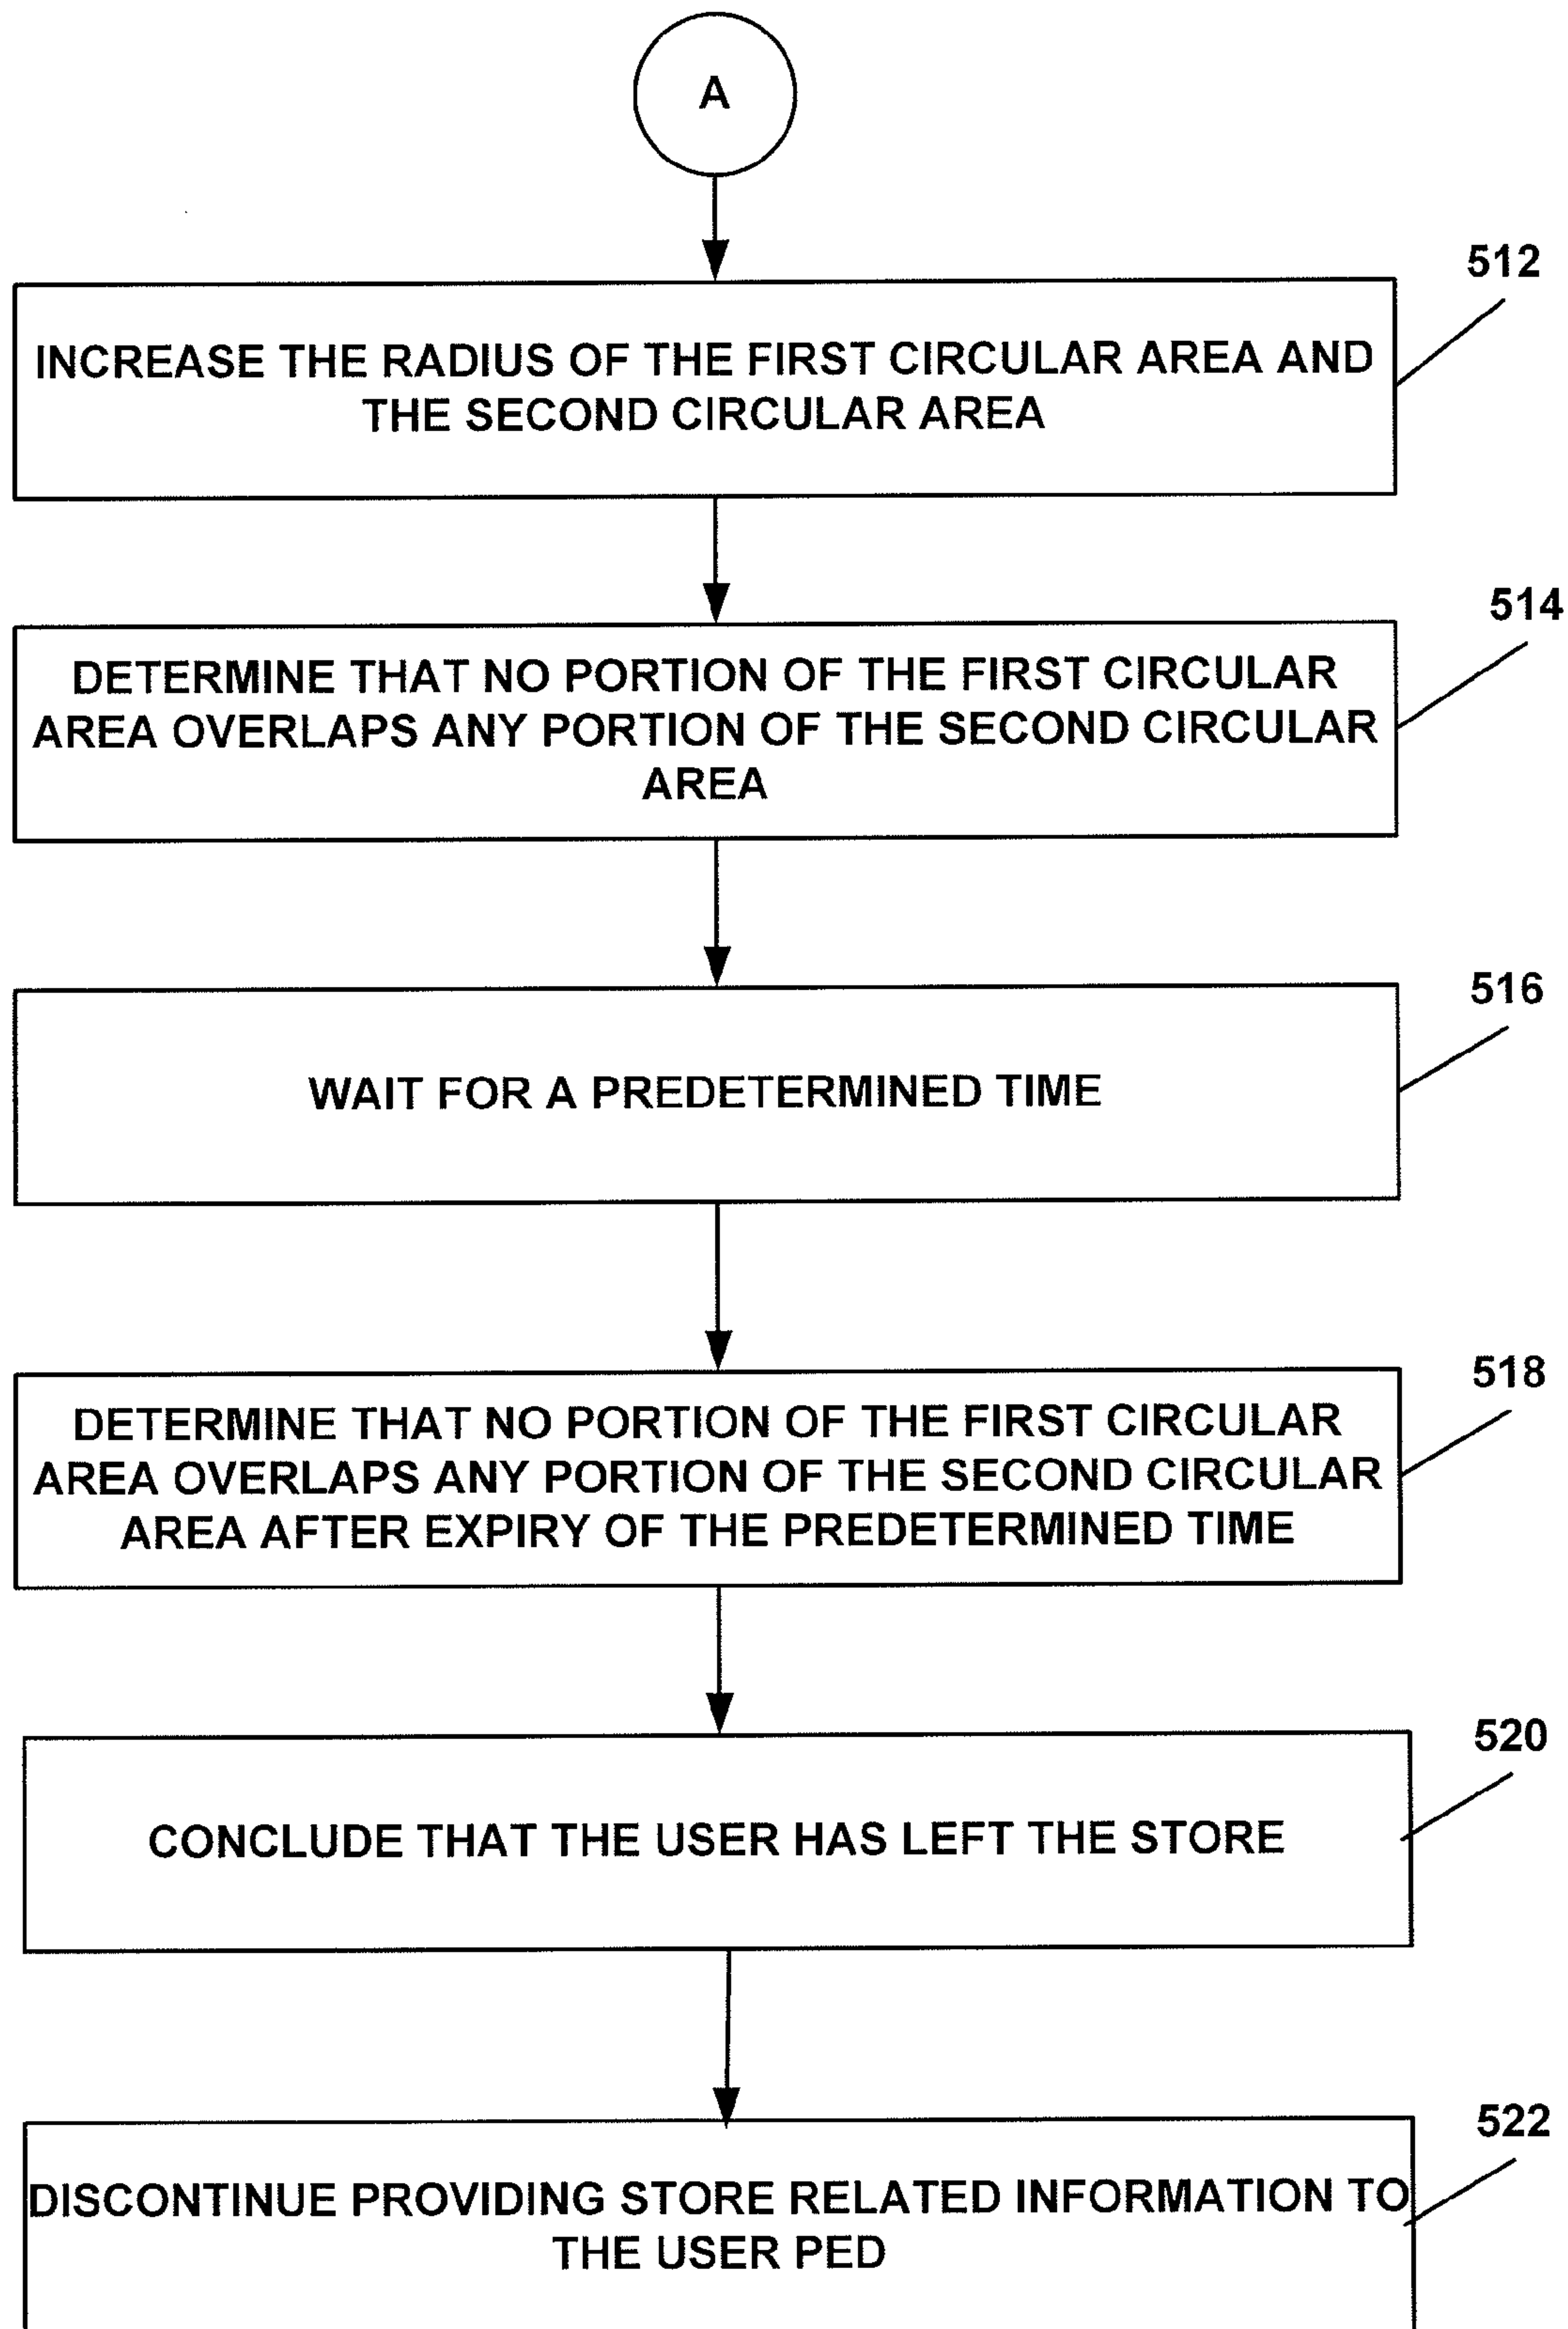 A
512
INCREASE THE RADIUS OF THE FIRST CIRCULAR AREA AND
THE SECOND CIRCULAR AREA
514
DETERMINE THAT NO PORTION OF THE FIRST CIRCULAR
AREA OVERLAPS ANY PORTION OF THE SECOND CIRCULAR
AREA
516
WAIT FOR A PREDETERMINED TIME
518
DETERMINE THAT NO PORTION OF THE FIRST CIRCULAR
AREA OVERLAPS ANY PORTION OF THE SECOND CIRCULAR
AREA AFTER EXPIRY OF THE PREDETERMINED TIME
520
CONCLUDE THAT THE USER HAS LEFT THE STORE
522
DISCONTINUE PROVIDING STORE RELATED INFORMATION TO
THE USER PED